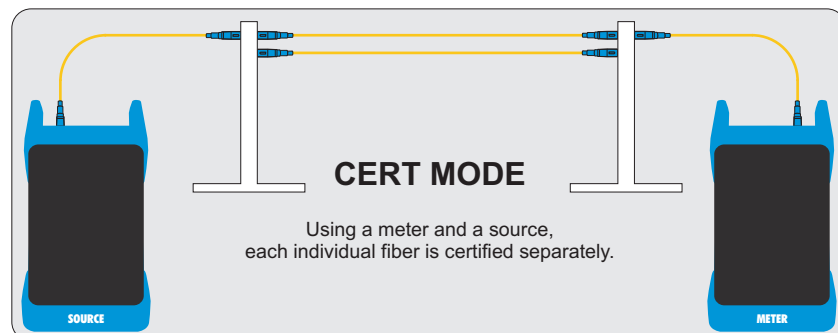 CERT MODE
Using a meter and a source,
each individual fiber is certified separately.
SOURCE
METER